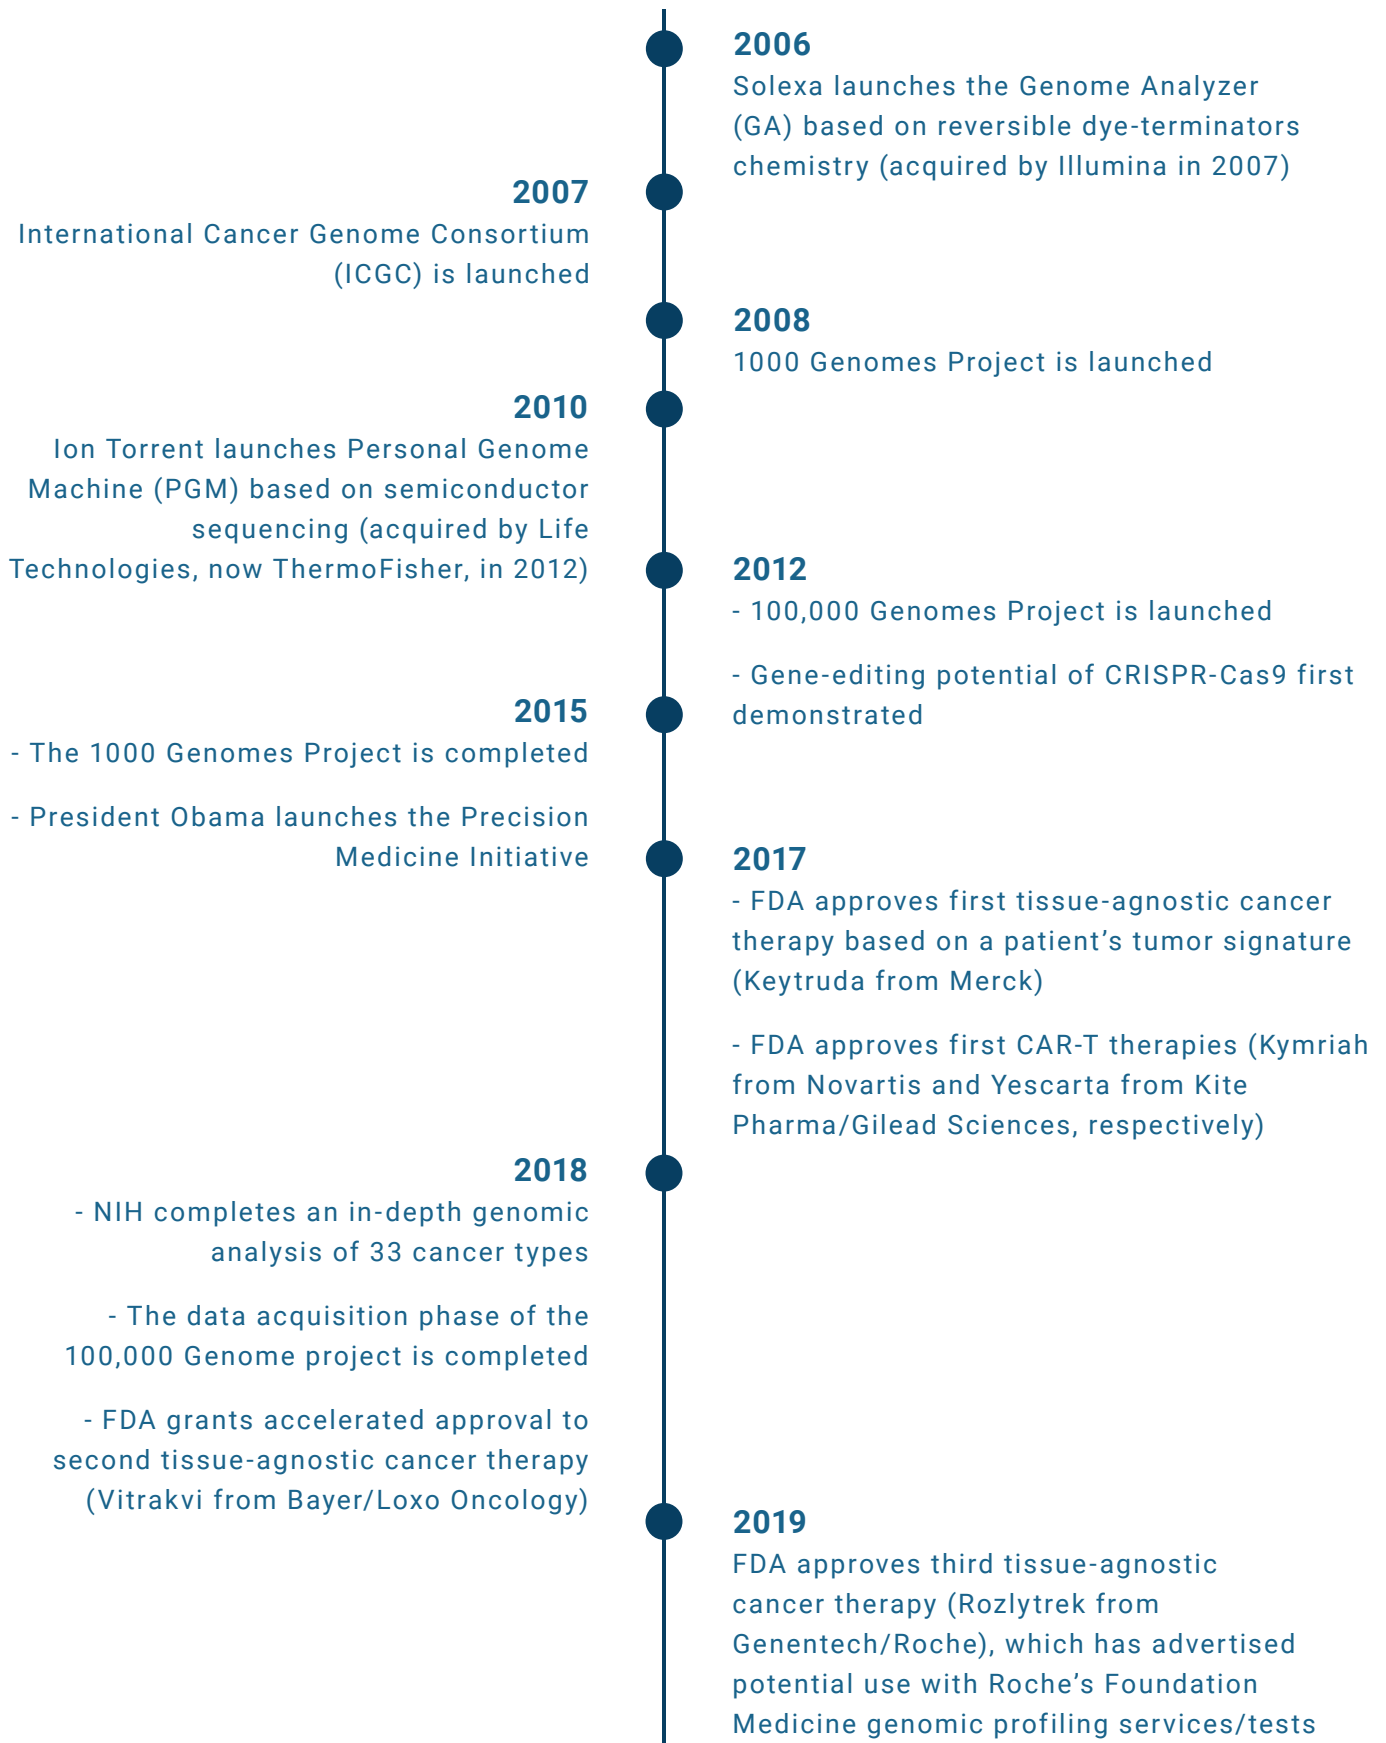 2006
Solexa launches the Genome Analyzer
(GA) based on reversible dye-terminators
chemistry (acquired by Illumina in 2007)
2007
International Cancer Genome Consortium
(ICGC) is launched
2008
1000 Genomes Project is launched
2010
Ion Torrent launches Personal Genome
Machine (PGM) based on semiconductor
sequencing (acquired by Life
Technologies, now ThermoFisher, in 2012)
2012
- 100,000 Genomes Project is launched
- Gene-editing potential of CRISPR-Cas9 first
demonstrated
2015
- The 1000 Genomes Project is completed
- President Obama launches the Precision
Medicine Initiative
2017
- FDA approves first tissue-agnostic cancer
therapy based on a patient’s tumor signature
(Keytruda from Merck)
- FDA approves first CAR-T therapies (Kymriah
from Novartis and Yescarta from Kite
Pharma/Gilead Sciences, respectively)
2018
- NIH completes an in-depth genomic
analysis of 33 cancer types
- The data acquisition phase of the
100,000 Genome project is completed
- FDA grants accelerated approval to
second tissue-agnostic cancer therapy
(Vitrakvi from Bayer/Loxo Oncology)
2019
FDA approves third tissue-agnostic
cancer therapy (Rozlytrek from
Genentech/Roche), which has advertised
potential use with Roche’s Foundation
Medicine genomic profiling services/tests